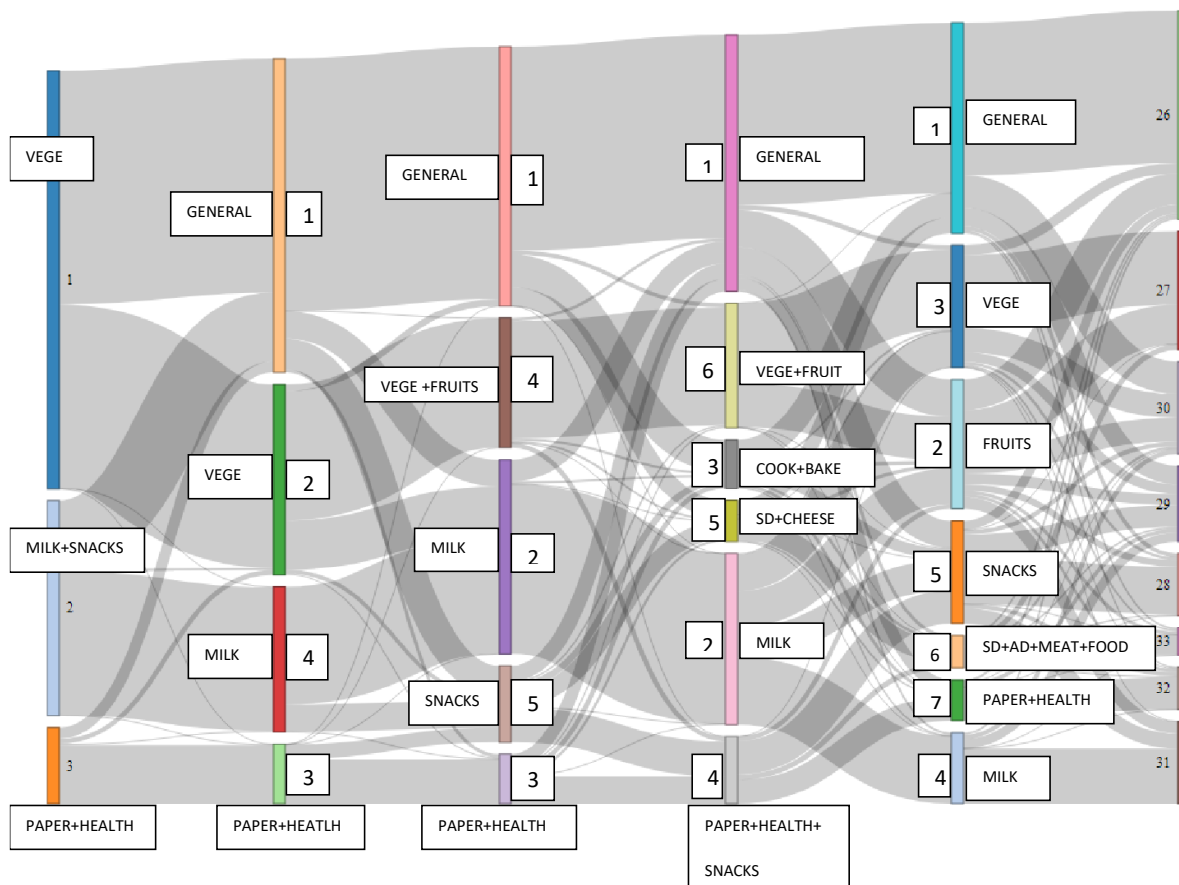 VEGE
1
MILK+SNACKS
2
3
PAPER+HEALTH
GENERAL
1
VEGE
2
MILK
4
3
PAPER+HEATLH
GENERAL
1
VEGE +FRUITS
4
MILK
2
SNACKS
5
3
PAPER+HEALTH
1
GENERAL
6
VEGE+FRUIT
3
COOK+BAKE
5
SD+CHEESE
2
MILK
4
PAPER+HEALTH+
SNACKS
1
GENERAL
3
VEGE
2
FRUITS
5
SNACKS
6
SD+AD+MEAT+FOOD
7
PAPER+HEALTH
4
MILK
26
27
30
29
28
33
32
31